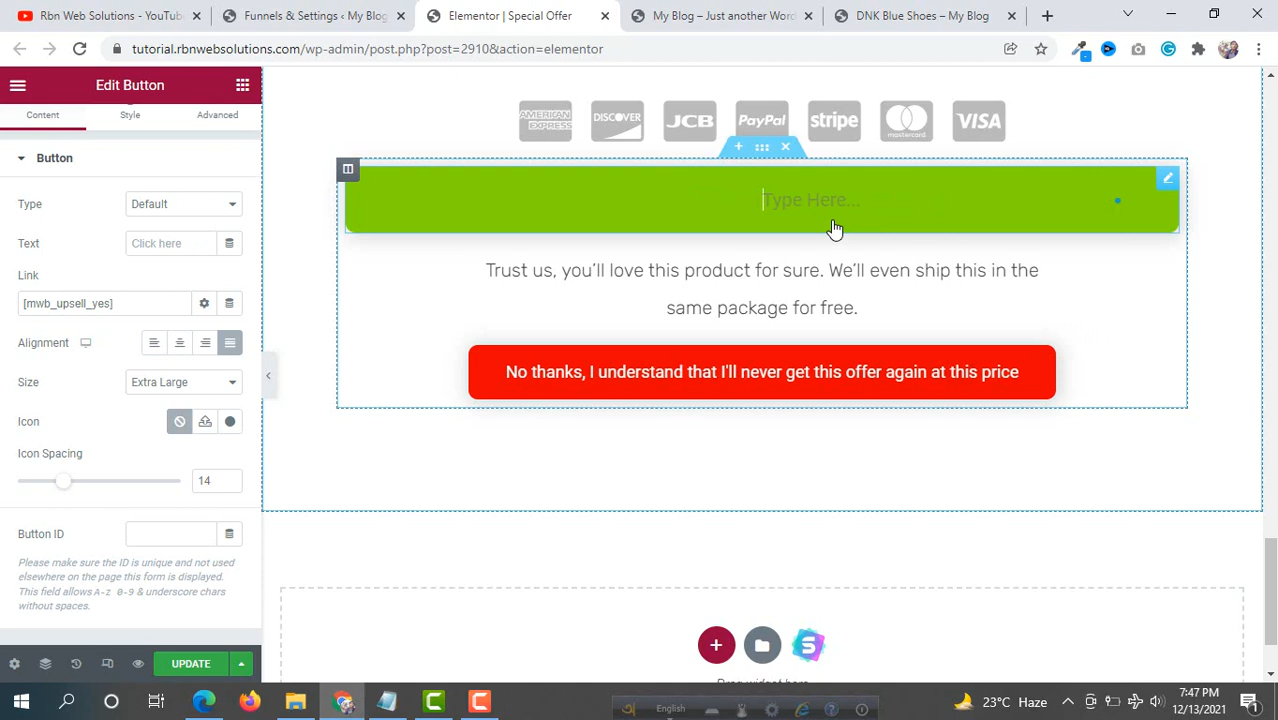 Rbn Web Solutions - YouTube
Funnels & Settings ‹ My Blog
Elementor | Special Offer
My Blog – Just another Word
DNK Blue Shoes – My Blog
tutorial.rbnwebsolutions.com/wp-admin/post.php?post=2910&action=elementor
Edit Button
Content
Style
Advanced
Button
Type
Default
Text
Click here
Link
[mwb_upsell_yes]
Alignment
Size
Extra Large
Icon
Icon Spacing
14
Button ID
Please make sure the ID is unique and not used
elsewhere on the page this form is displayed.
This field allows A-z 0-9 & underscore chars
without spaces.
UPDATE
AMERICAN EXPRESS
DISCOVER
JCB
PayPal
stripe
mastercard
VISA
Type Here...
Trust us, you'll love this product for sure. We'll even ship this in the
same package for free.
No thanks, I understand that I'll never get this offer again at this price
Drag widget here
English
23°C Haze
7:47 PM
12/13/2021